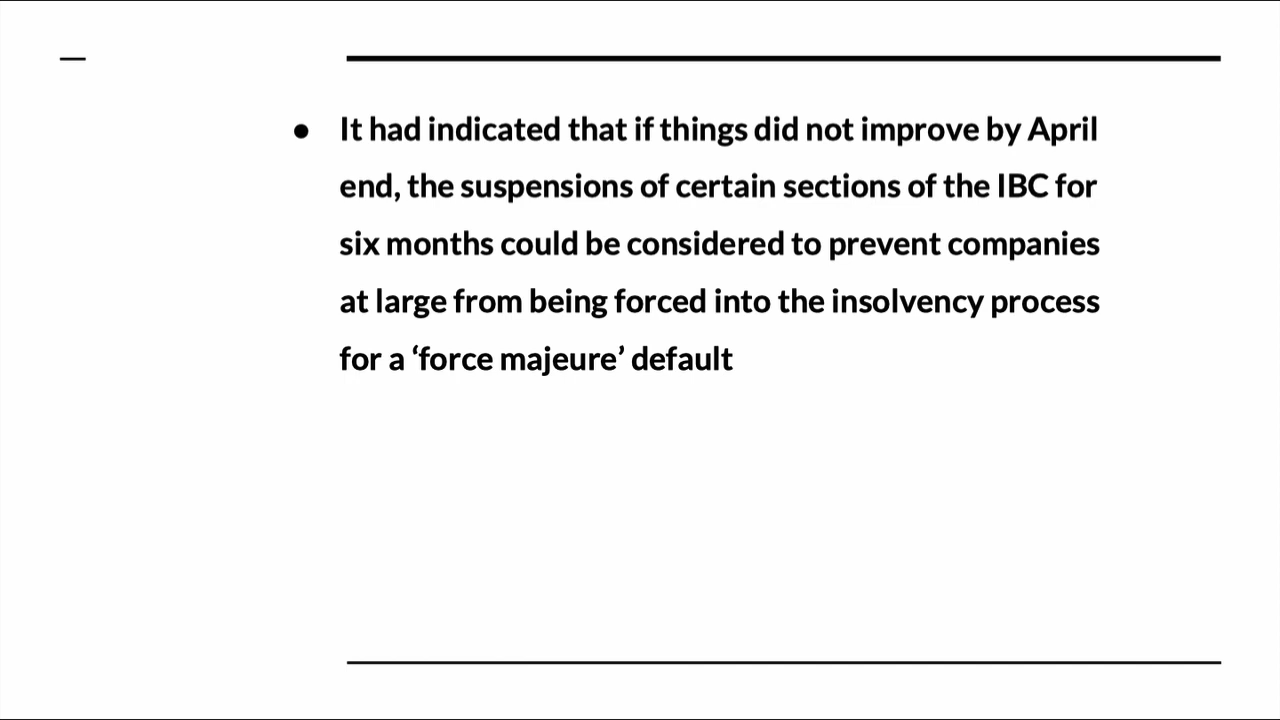 ● It had indicated that if things did not improve by April
end, the suspensions of certain sections of the IBC for
six months could be considered to prevent companies
at large from being forced into the insolvency process
for a ‘force majeure’ default